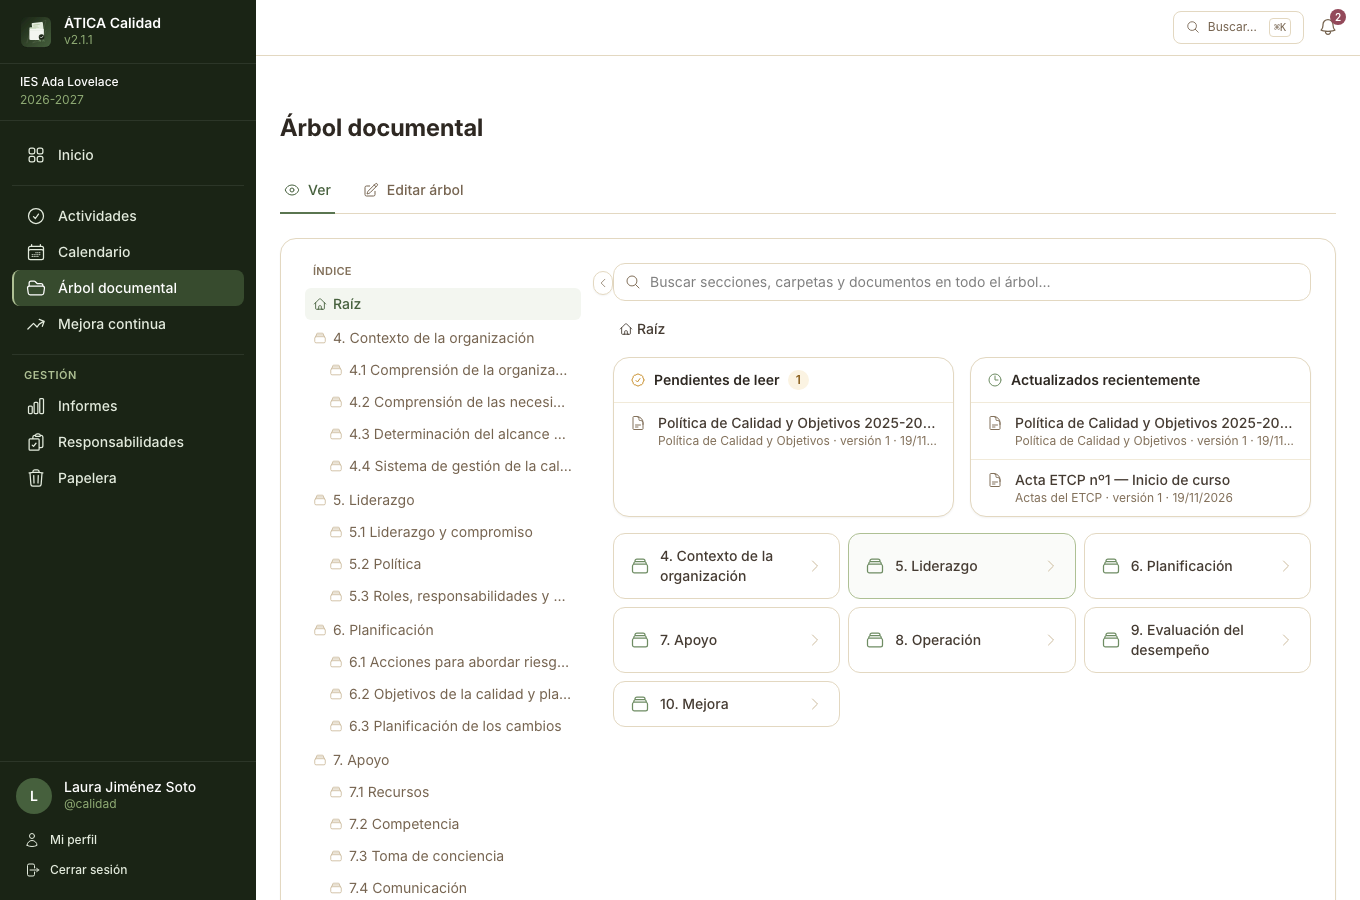 ÁTICA Calidad
v2.1.1
IES Ada Lovelace
2026-2027
Inicio
Actividades
Calendario
Árbol documental
Mejora continua
GESTIÓN
Informes
Responsabilidades
Papelera
L
Laura Jiménez Soto
@calidad
Mi perfil
Cerrar sesión
Buscar...
⌘K
2
Árbol documental
Ver
Editar árbol
ÍNDICE
Raíz
4. Contexto de la organización
4.1 Comprensión de la organiza...
4.2 Comprensión de las necesi...
4.3 Determinación del alcance ...
4.4 Sistema de gestión de la cal...
5. Liderazgo
5.1 Liderazgo y compromiso
5.2 Política
5.3 Roles, responsabilidades y ...
6. Planificación
6.1 Acciones para abordar riesg...
6.2 Objetivos de la calidad y pla...
6.3 Planificación de los cambios
7. Apoyo
7.1 Recursos
7.2 Competencia
7.3 Toma de conciencia
7.4 Comunicación
Buscar secciones, carpetas y documentos en todo el árbol...
Raíz
Pendientes de leer 1
Política de Calidad y Objetivos 2025-20...
Política de Calidad y Objetivos · versión 1 · 19/11...
Actualizados recientemente
Política de Calidad y Objetivos 2025-20...
Política de Calidad y Objetivos · versión 1 · 19/11...
Acta ETCP nº1 — Inicio de curso
Actas del ETCP · versión 1 · 19/11/2026
4. Contexto de la
organización
5. Liderazgo
6. Planificación
7. Apoyo
8. Operación
9. Evaluación del
desempeño
10. Mejora